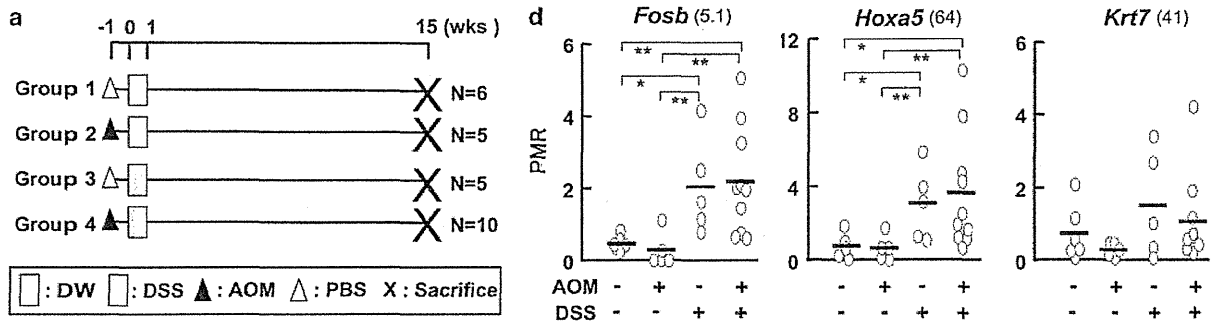 a
-1 0 1 15 (wks )
Group 1 N=6
Group 2 N=5
Group 3 N=5
Group 4 N=10
: DW : DSS : AOM : PBS X : Sacrifice
d
Fosb (5.1)
Hoxa5 (64)
Krt7 (41)
PMR
6
4
2
0
**
**
*
**
12
8
4
0
*
**
*
**
6
4
2
0
AOM - + - + - + - + - + - +
DSS - - + + - - + + - - + +